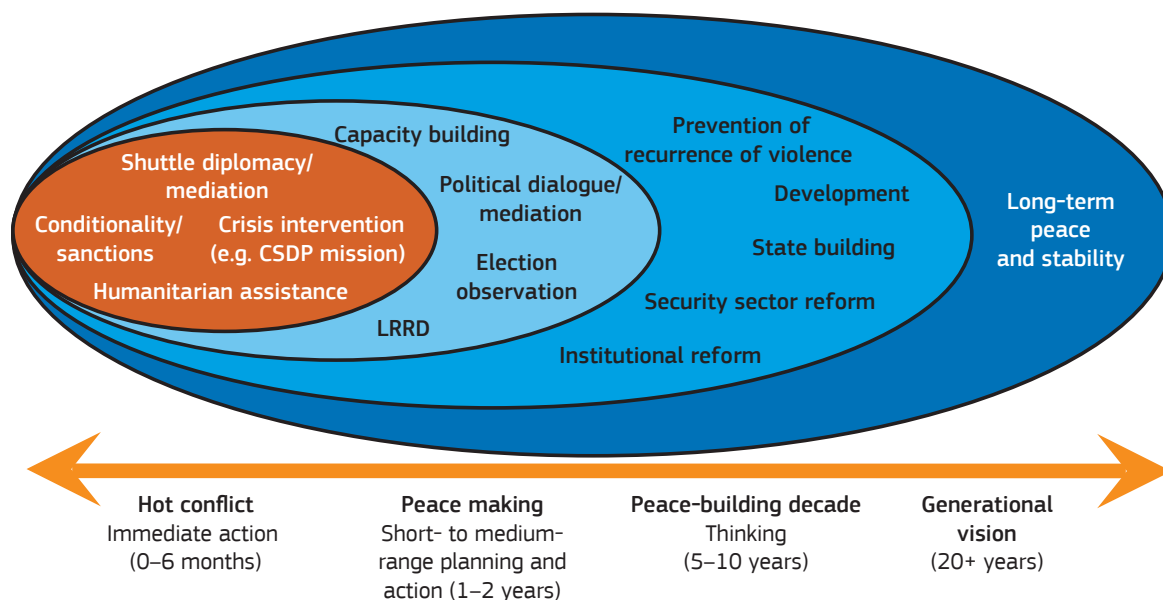 Shuttle diplomacy/
mediation
Conditionality/
sanctions
Crisis intervention
(e.g. CSDP mission)
Humanitarian assistance
Capacity building
Political dialogue/
mediation
Election
observation
LRRD
Prevention of
recurrence of violence
Development
State building
Security sector reform
Institutional reform
Long-term
peace
and stability
Hot conflict
Immediate action
(0–6 months)
Peace making
Short- to medium-
range planning and
action (1–2 years)
Peace-building decade
Thinking
(5–10 years)
Generational
vision
(20+ years)